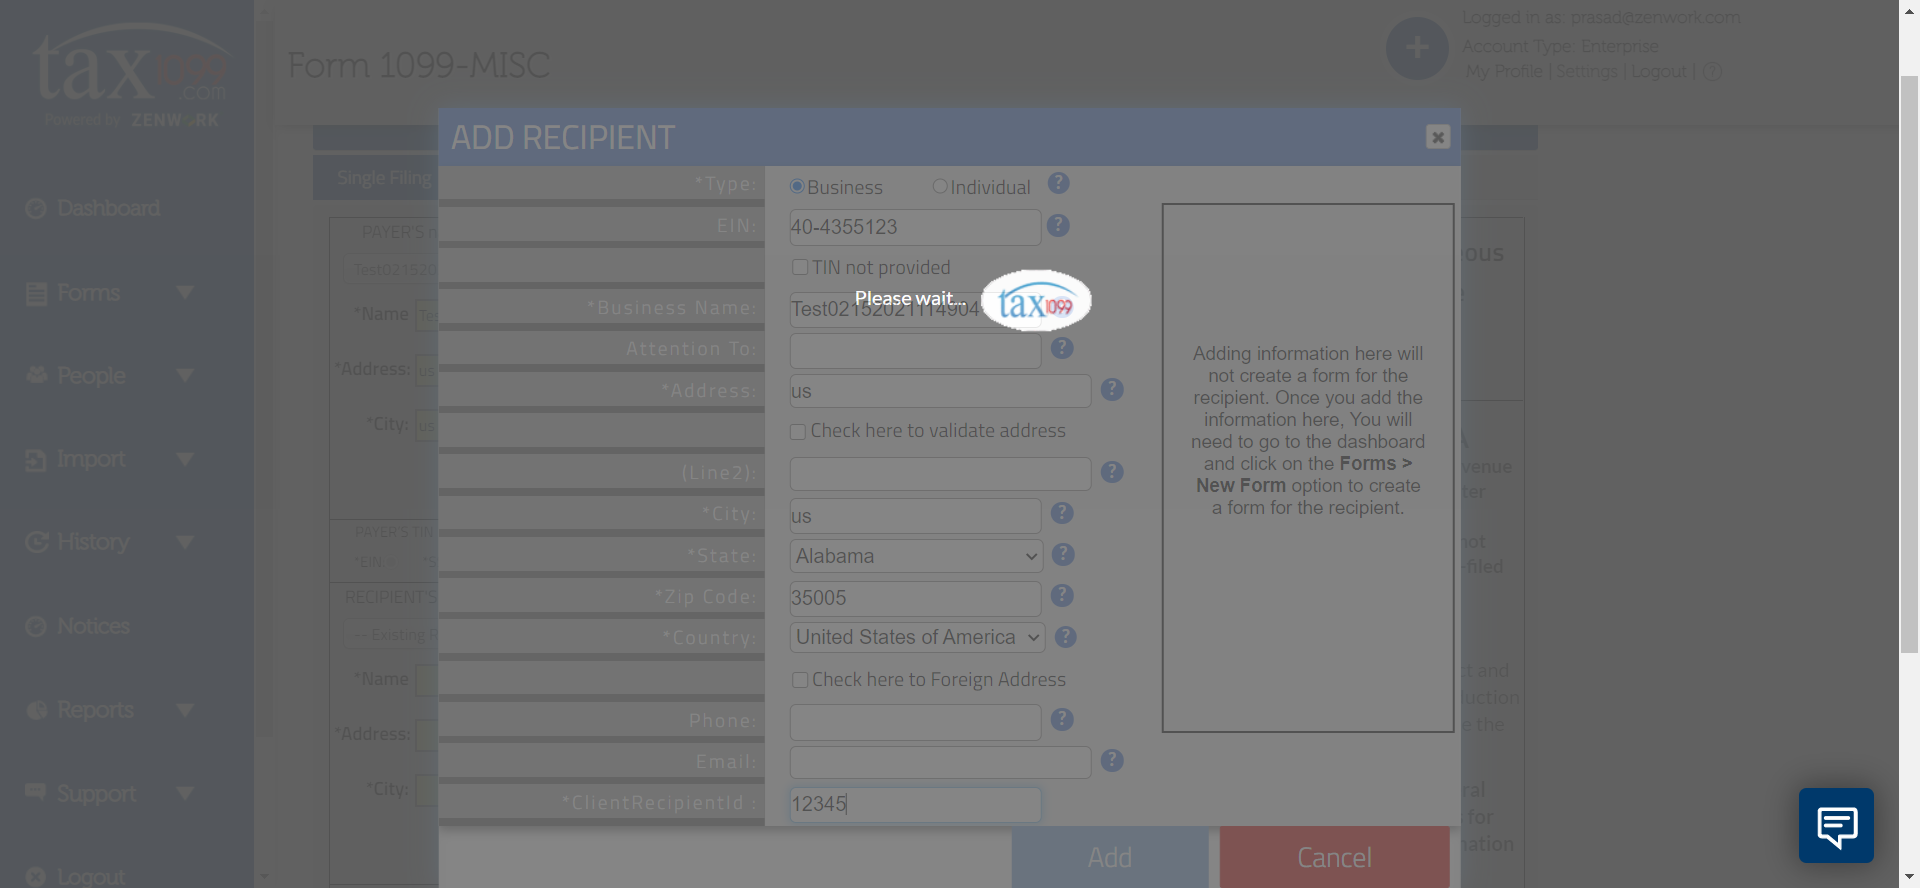 tax1099
.com
Powered by ZENWORK
Form 1099-MISC
Logged in as: prasad@zenwork.com
Account Type: Enterprise
My Profile | Settings | Logout | ?
Dashboard
Forms
People
Import
History
Notices
Reports
Support
Logout
Single Filing
PAYER'S
Test021520
*Name
*Address: us
*City: us
PAYER'S TIN
*EIN:
RECIPIENT'S
-- Existing
*Name
*Address:
*City:
ADD RECIPIENT
*Type: Business Individual ?
EIN: 40-4355123 ?
TIN not provided
Please wait... tax1099
*Business Name: Test02152021114904
Attention To: ?
*Address: us ?
Check here to validate address
(Line2): ?
*City: us ?
*State: Alabama ?
*Zip Code: 35005 ?
*Country: United States of America ?
Check here to Foreign Address
Phone: ?
Email: ?
*ClientRecipientId : 12345
Adding information here will
not create a form for the
recipient. Once you add the
information here, You will
need to go to the dashboard
and click on the Forms >
New Form option to create
a form for the recipient.
Add Cancel
ous
venue
ter
not
-filed
ct and
uction
e the
ral
for
mation